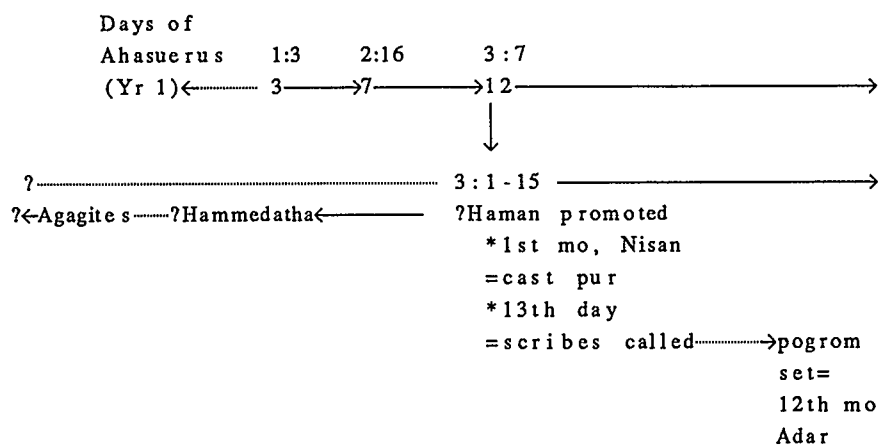 Days of
Ahasuerus 1:3 2:16 3:7
(Yr 1) 3 7 12
? 3:1-15
? Agagites ?Hammedatha ?Haman promoted
*1st mo, Nisan
=cast pur
*13th day
=scribes called pogrom
set=
12th mo
Adar